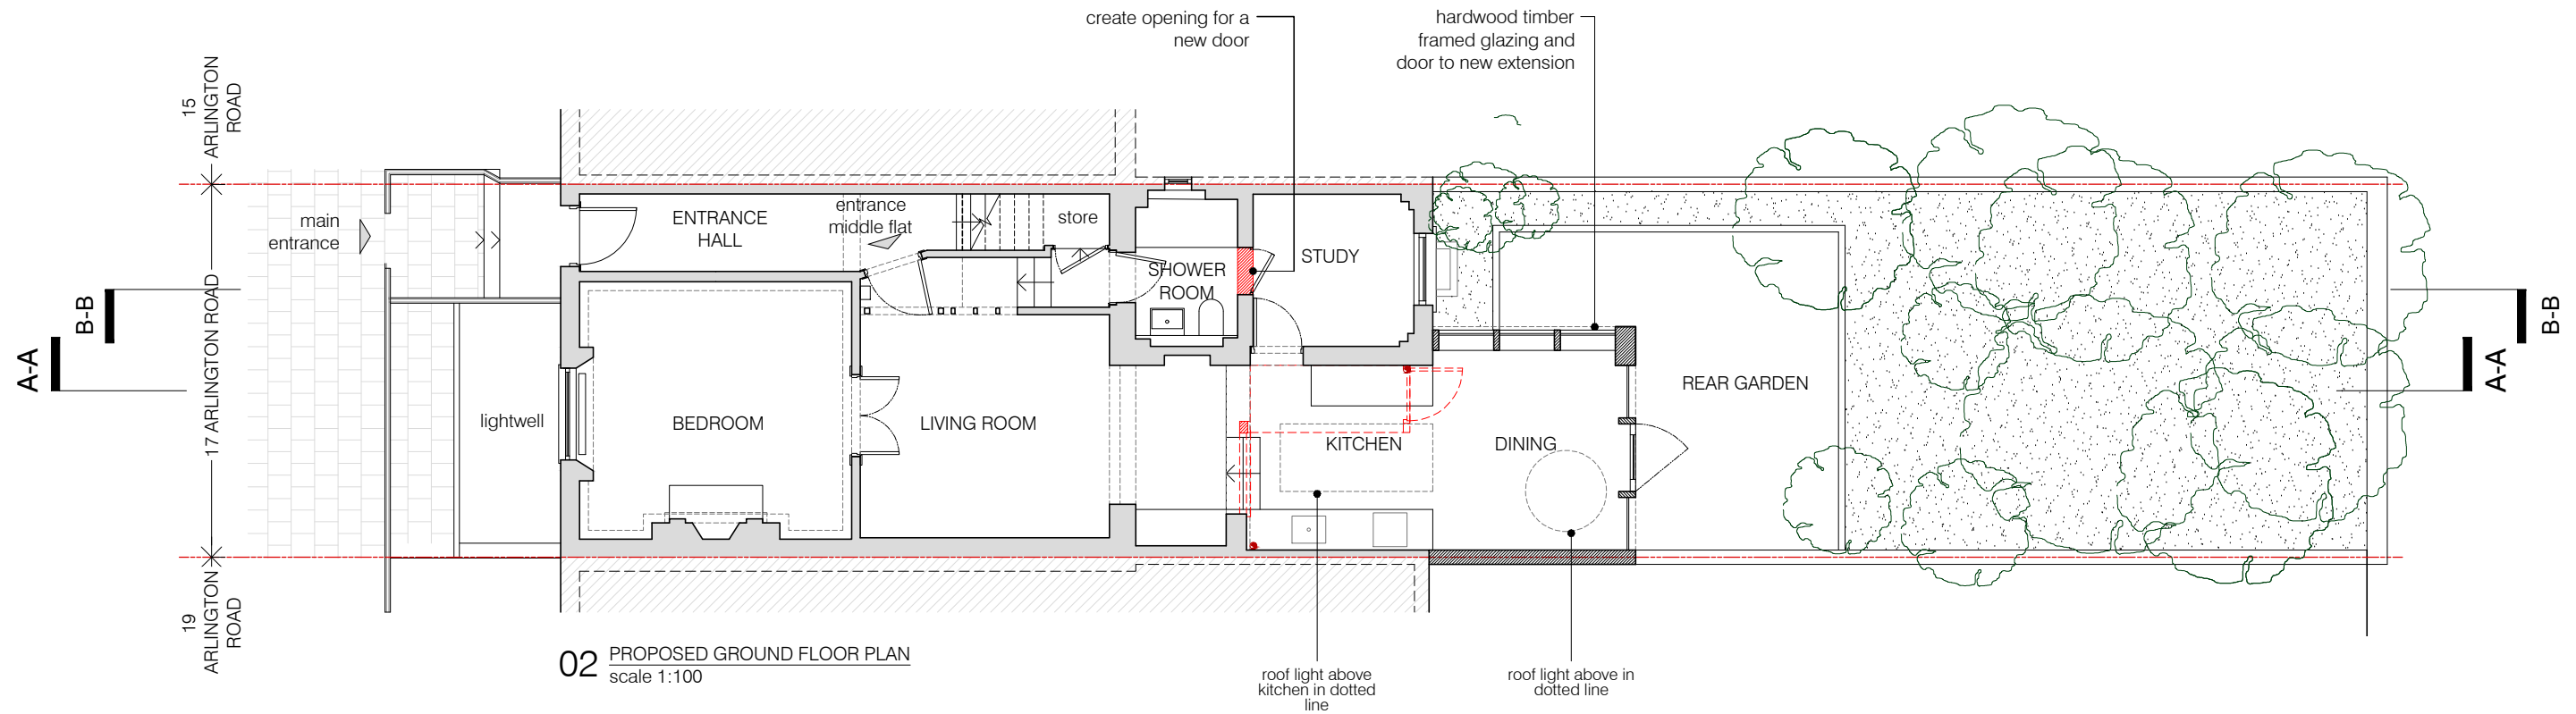 create opening for a
new door
hardwood timber
framed glazing and
door to new extension
15
ARLINGTON
ROAD
main
entrance
ENTRANCE
HALL
entrance
middle flat
store
SHOWER
ROOM
STUDY
B-B
A-A
17 ARLINGTON ROAD
lightwell
BEDROOM
LIVING ROOM
KITCHEN
DINING
REAR GARDEN
B-B
A-A
19
ARLINGTON
ROAD
02 PROPOSED GROUND FLOOR PLAN
scale 1:100
roof light above
kitchen in dotted
line
roof light above in
dotted line